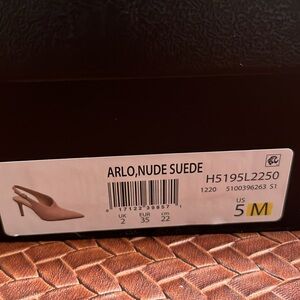 ARLO,NUDE SUEDE
H5195L2250
1220 5100396263 S1
UK EUR cm
2 35 22
US
5 M